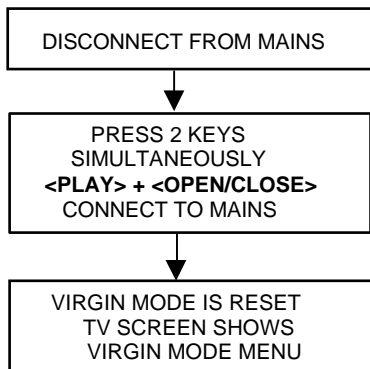 DISCONNECT FROM MAINS
PRESS 2 KEYS
SIMULTANEOUSLY
<PLAY> + <OPEN/CLOSE>
CONNECT TO MAINS
VIRGIN MODE IS RESET
TV SCREEN SHOWS
VIRGIN MODE MENU